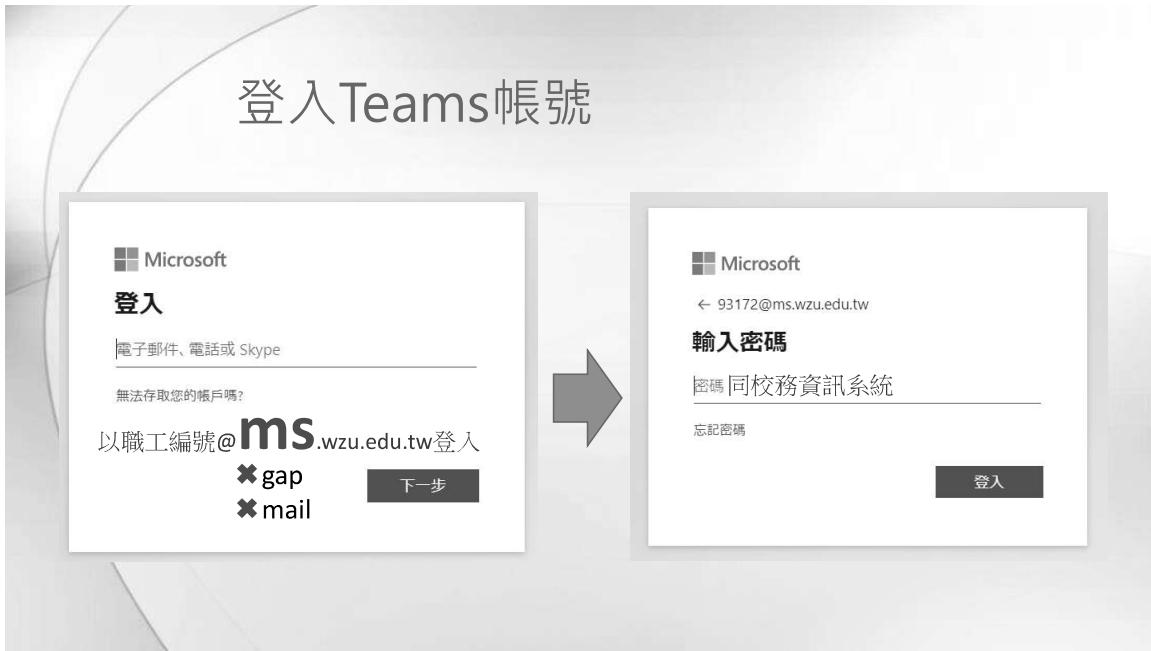 登入Teams帳號
Microsoft
登入
電子郵件、電話或 Skype
無法存取您的帳戶嗎?
以職工編號@ms.wzu.edu.tw登入
✖gap
✖mail
下一步
Microsoft
← 93172@ms.wzu.edu.tw
輸入密碼
密碼 同校務資訊系統
忘記密碼
登入